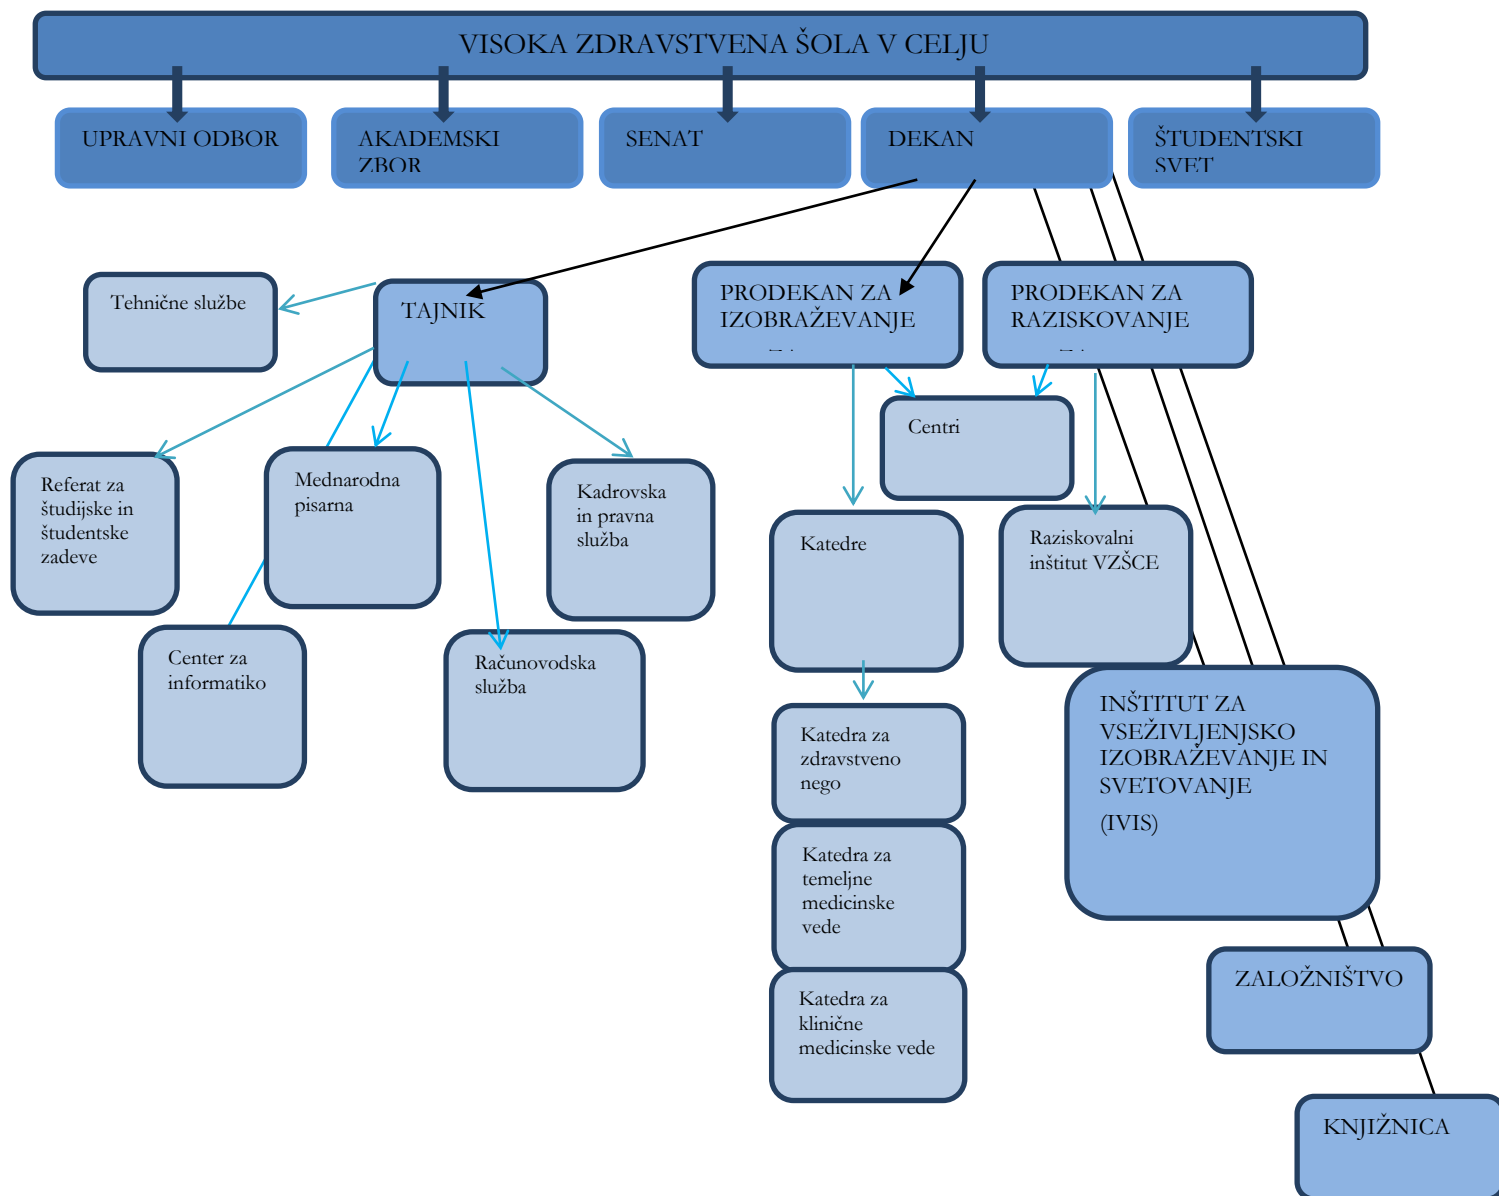 VISOKA ZDRAVSTVENA ŠOLA V CELJU
UPRAVNI ODBOR
AKADEMSKI
ZBOR
SENAT
DEKAN
ŠTUDENTSKI
SVET
Tehnične službe
TAJNIK
PRODEKAN ZA
IZOBRAŽEVANJE
PRODEKAN ZA
RAZISKOVANJE
Centri
Referat za
študijske in
študentske
zadeve
Mednarodna
pisarna
Kadrovska
in pravna
služba
Katedre
Raziskovalni
inštitut VZŠCE
Center za
informatiko
Računovodska
služba
INŠTITUT ZA
VSEŽIVLJENJSKO
IZOBRAŽEVANJE IN
SVETOVANJE
(IVIS)
Katedra za
zdravstveno
nego
Katedra za
temeljne
medicinske
vede
Katedra za
klinične
medicinske vede
ZALOŽNIŠTVO
KNJIŽNICA